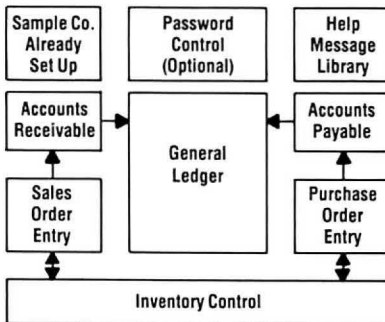 Sample Co.
Already
Set Up
Password
Control
(Optional)
Help
Message
Library
Accounts
Receivable
General
Ledger
Accounts
Payable
Sales
Order
Entry
Purchase
Order
Entry
Inventory Control